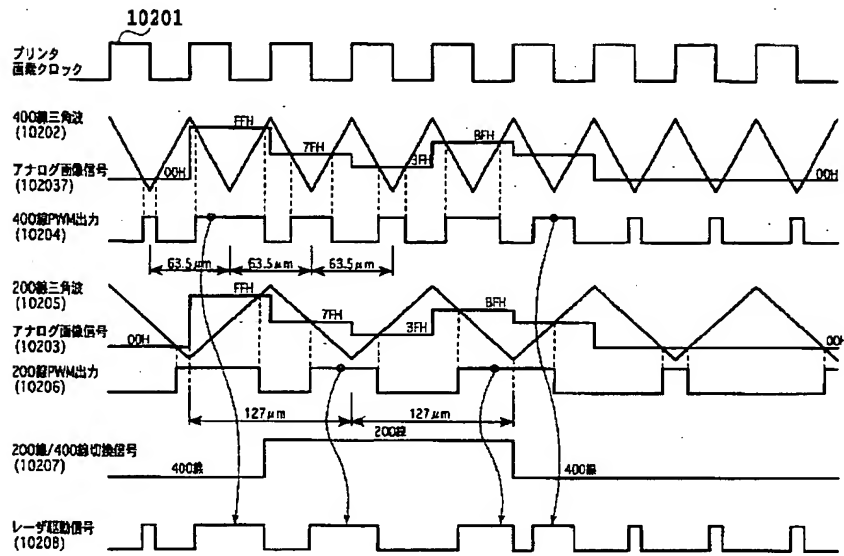 10201
プリンタ
画素クロック
400線三角波
(10202)
FFH
7FH
3FH
BFH
アナログ画像信号
(102037)
00H
00H
400線PWM出力
(10204)
63.5μm
63.5μm
63.5μm
200線三角波
(10205)
FFH
7FH
3FH
BFH
アナログ画像信号
(10203)
00H
00H
200線PWM出力
(10206)
127μm
127μm
200線/400線切換信号
(10207)
400線
200線
400線
レーザ駆動信号
(10208)